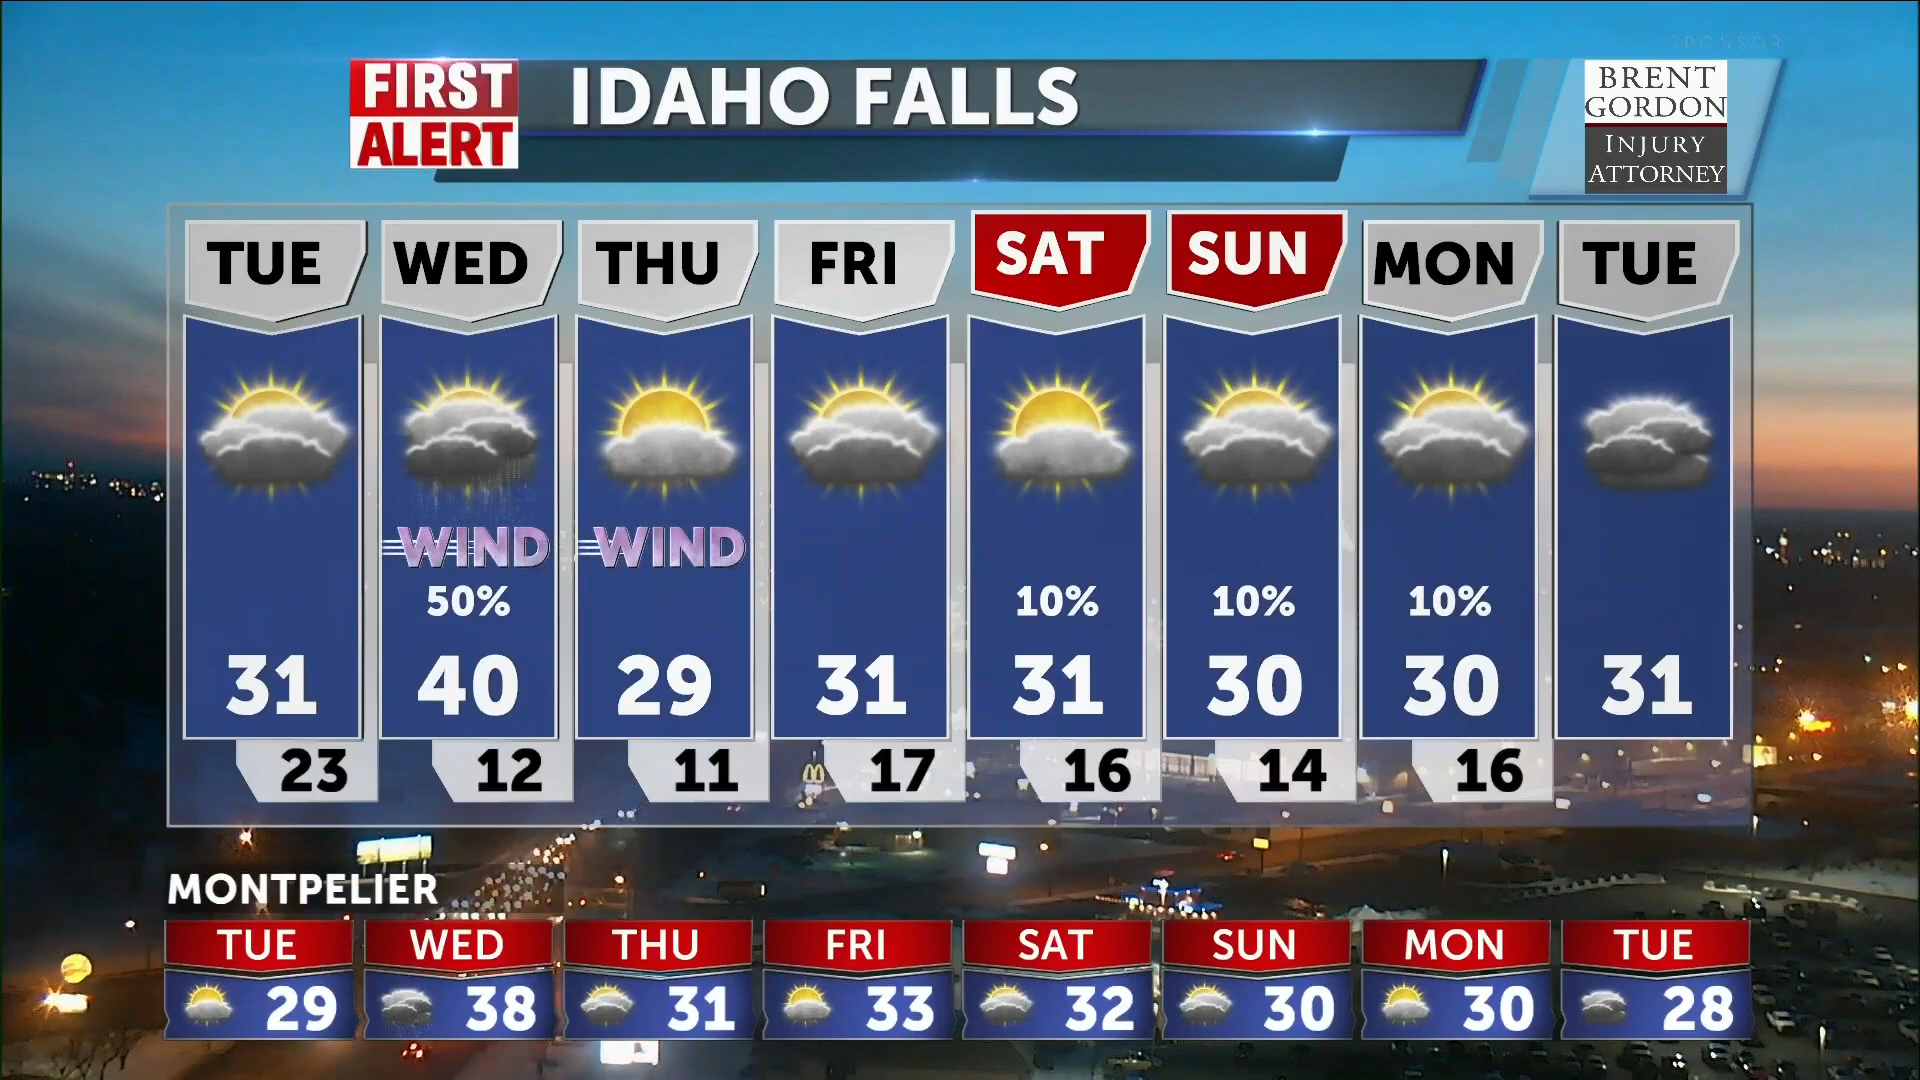 SPONSOR
FIRST
ALERT
IDAHO FALLS
BRENT
GORDON
INJURY
ATTORNEY
TUE WED THU FRI SAT SUN MON TUE
WIND WIND
50% 10% 10% 10%
31 40 29 31 31 30 30 31
23 12 11 17 16 14 16
MONTPELIER
TUE WED THU FRI SAT SUN MON TUE
29 38 31 33 32 30 30 28